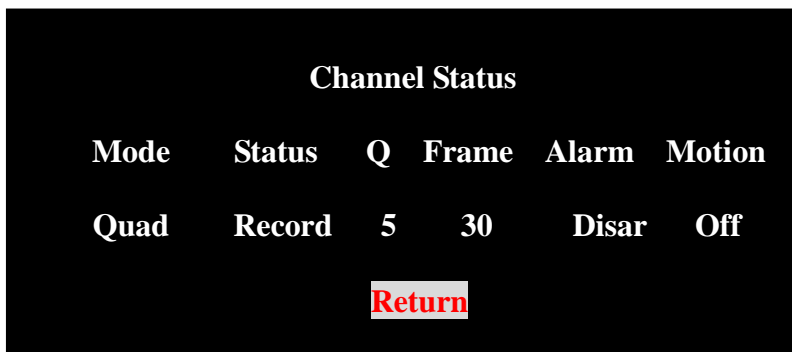 Channel Status
Mode Status Q Frame Alarm Motion
Quad Record 5 30 Disar Off
Return